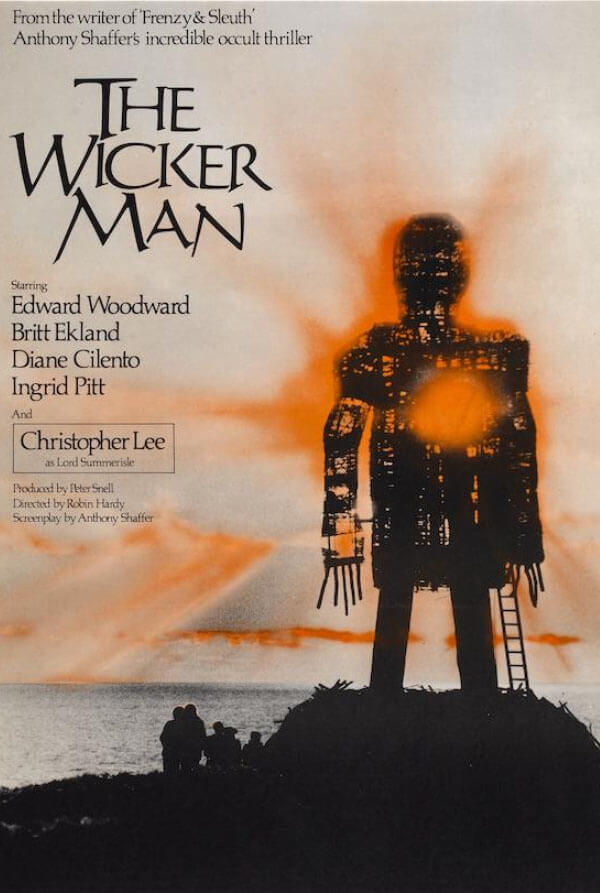 From the writer of 'Frenzy & Sleuth'
Anthony Shaffer's incredible occult thriller
THE
WICKER
MAN
Starring
Edward Woodward
Britt Ekland
Diane Cilento
Ingrid Pitt
And
Christopher Lee
as Lord Summerisle
Produced by Peter Snell
Directed by Robin Hardy
Screenplay by Anthony Shaffer